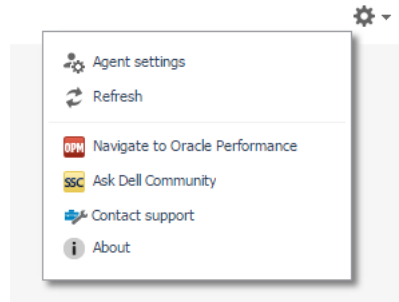 Agent settings
Refresh
OPM Navigate to Oracle Performance
SSC Ask Dell Community
Contact support
i About